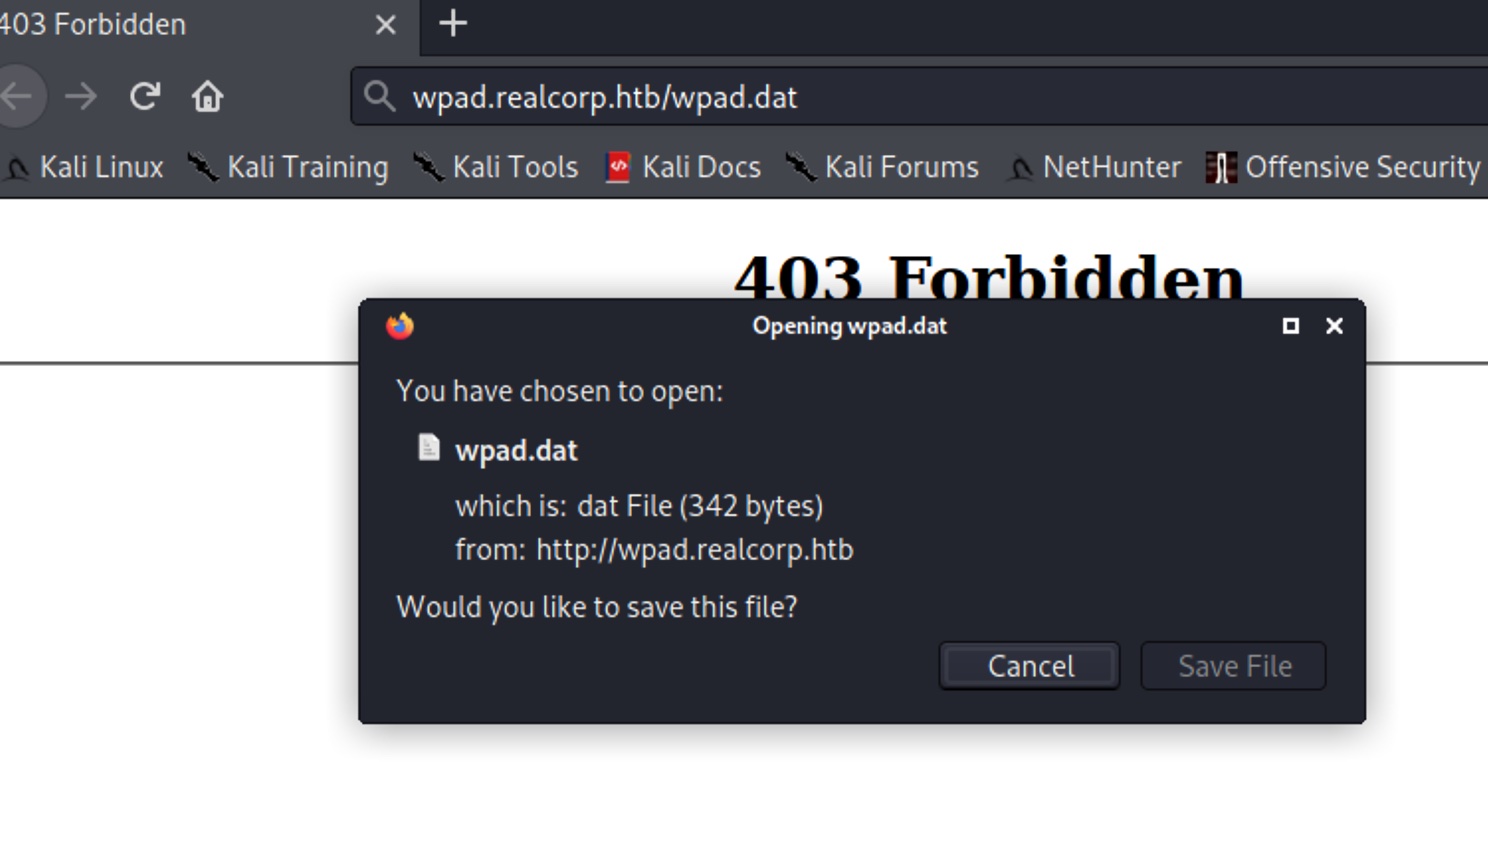 403 Forbidden
wpad.realcorp.htb/wpad.dat
Kali Linux Kali Training Kali Tools Kali Docs Kali Forums NetHunter Offensive Security
403 Forbidden
Opening wpad.dat
You have chosen to open:
wpad.dat
which is: dat File (342 bytes)
from: http://wpad.realcorp.htb
Would you like to save this file?
Cancel Save File